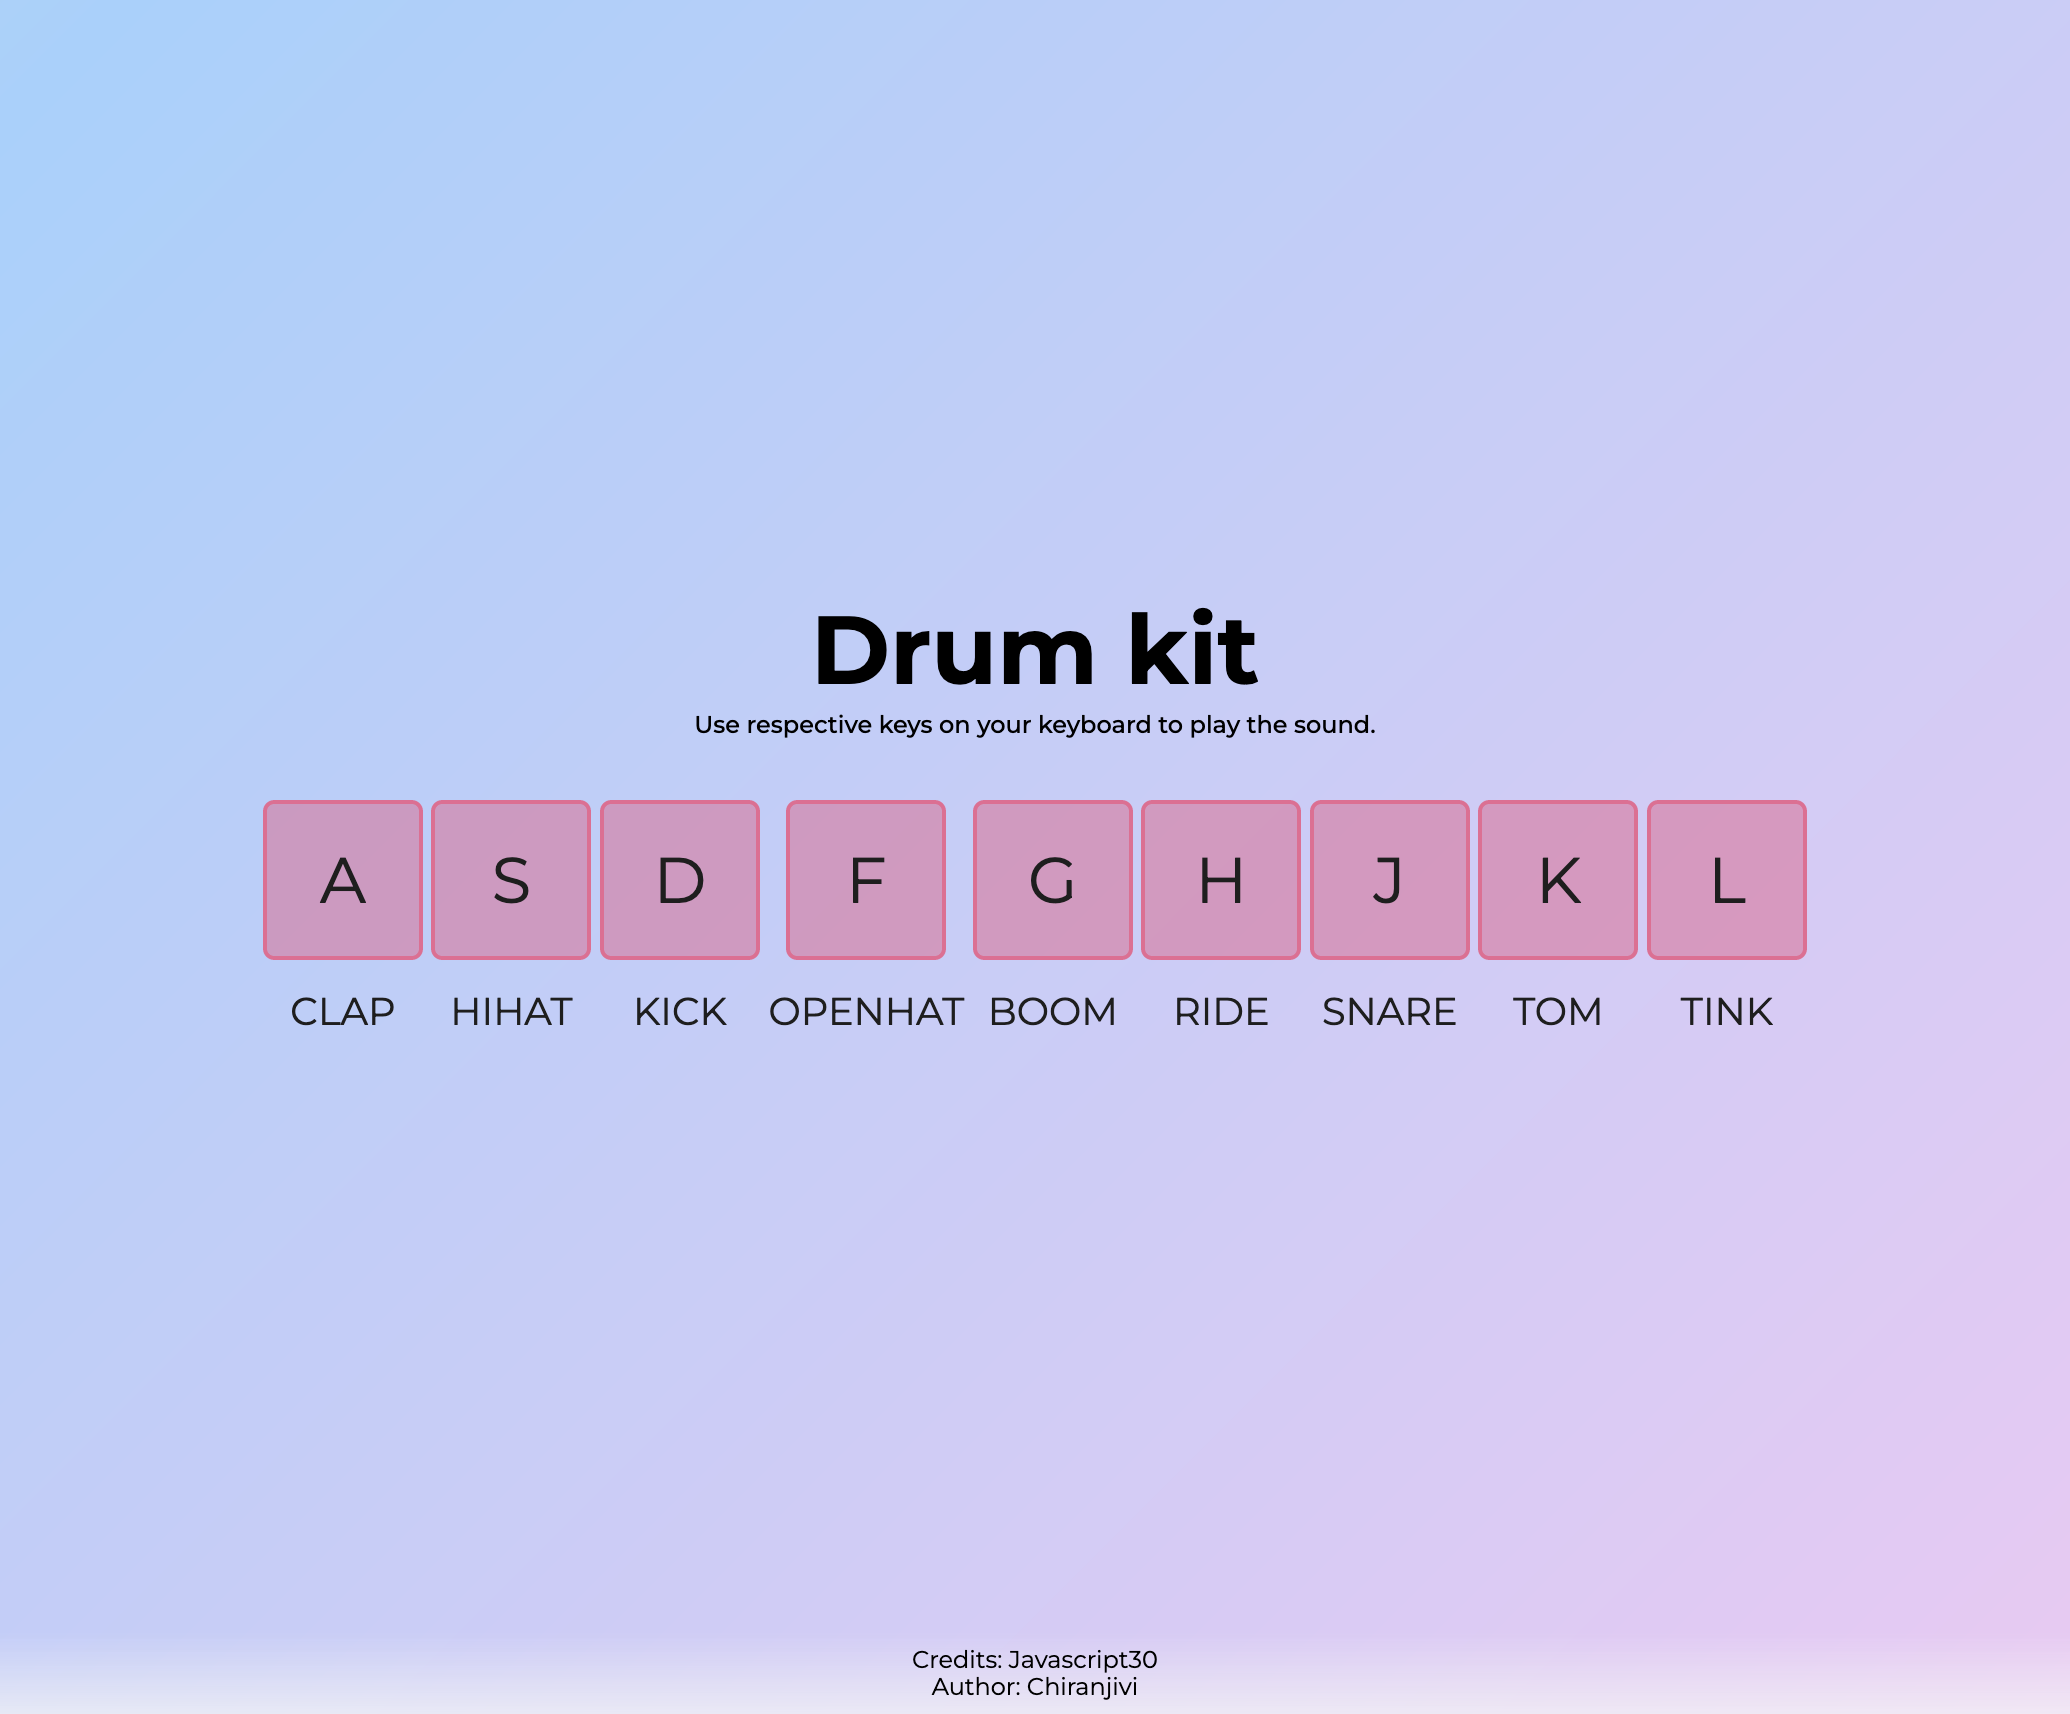 Drum kit
Use respective keys on your keyboard to play the sound.
A S D F G H J K L
CLAP HIHAT KICK OPENHAT BOOM RIDE SNARE TOM TINK
Credits: Javascript30
Author: Chiranjivi